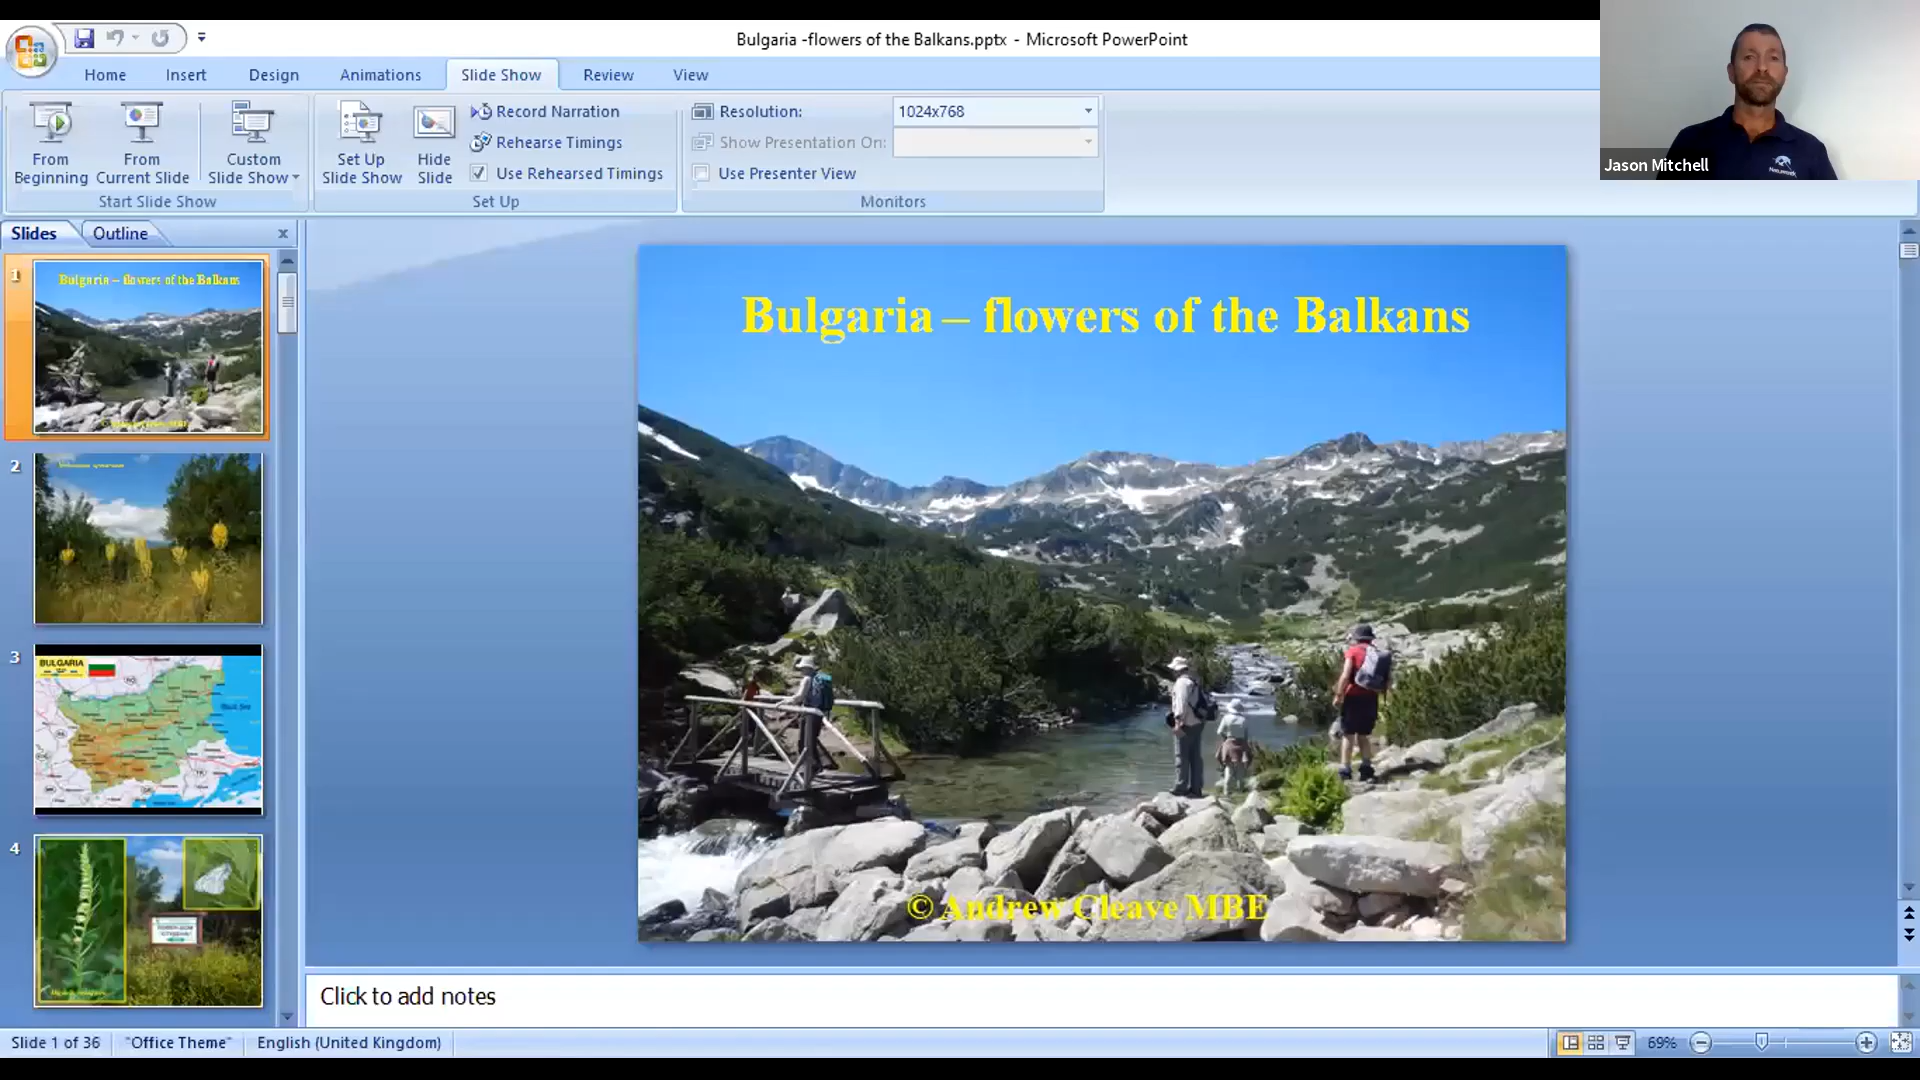 Bulgaria -flowers of the Balkans.pptx - Microsoft PowerPoint
Home Insert Design Animations Slide Show Review View
From Beginning
From Current Slide
Custom Slide Show
Start Slide Show
Set Up Slide Show
Hide Slide
Record Narration
Rehearse Timings
Use Rehearsed Timings
Set Up
Resolution: 1024x768
Show Presentation On:
Use Presenter View
Monitors
Jason Mitchell
Slides Outline
1
Bulgaria – flowers of the Balkans
2
3
BULGARIA
4
Bulgaria – flowers of the Balkans
© Andrew Cleave MBE
Click to add notes
Slide 1 of 36 "Office Theme" English (United Kingdom) 69%